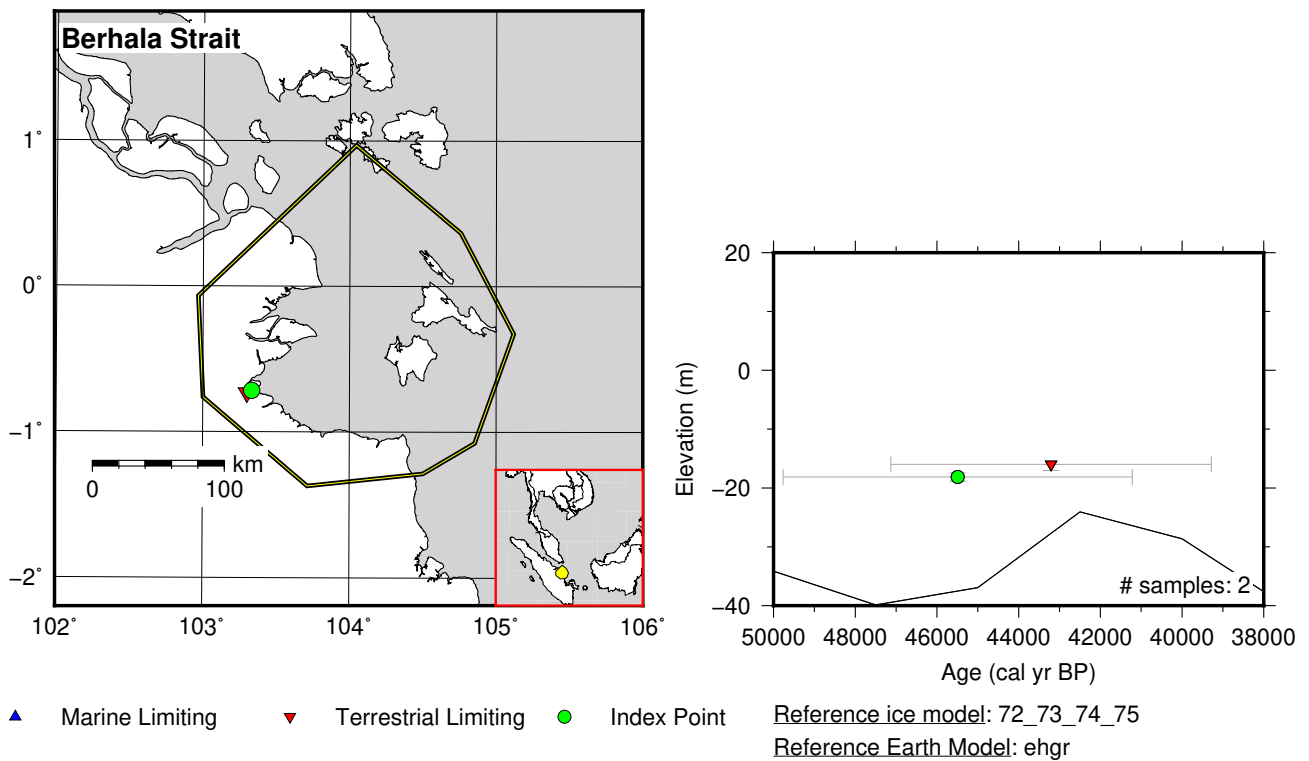 Berhala Strait
1°
0°
−1°
−2°
102°
103°
104°
105°
106°
km
0
100
20
0
−20
−40
Elevation (m)
# samples: 2
50000
48000
46000
44000
42000
40000
38000
Age (cal yr BP)
Marine Limiting
Terrestrial Limiting
Index Point
Reference ice model: 72_73_74_75
Reference Earth Model: ehgr